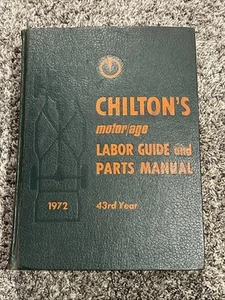 CHILTON'S
motor/age
LABOR GUIDE and
PARTS MANUAL
1972 43rd Year